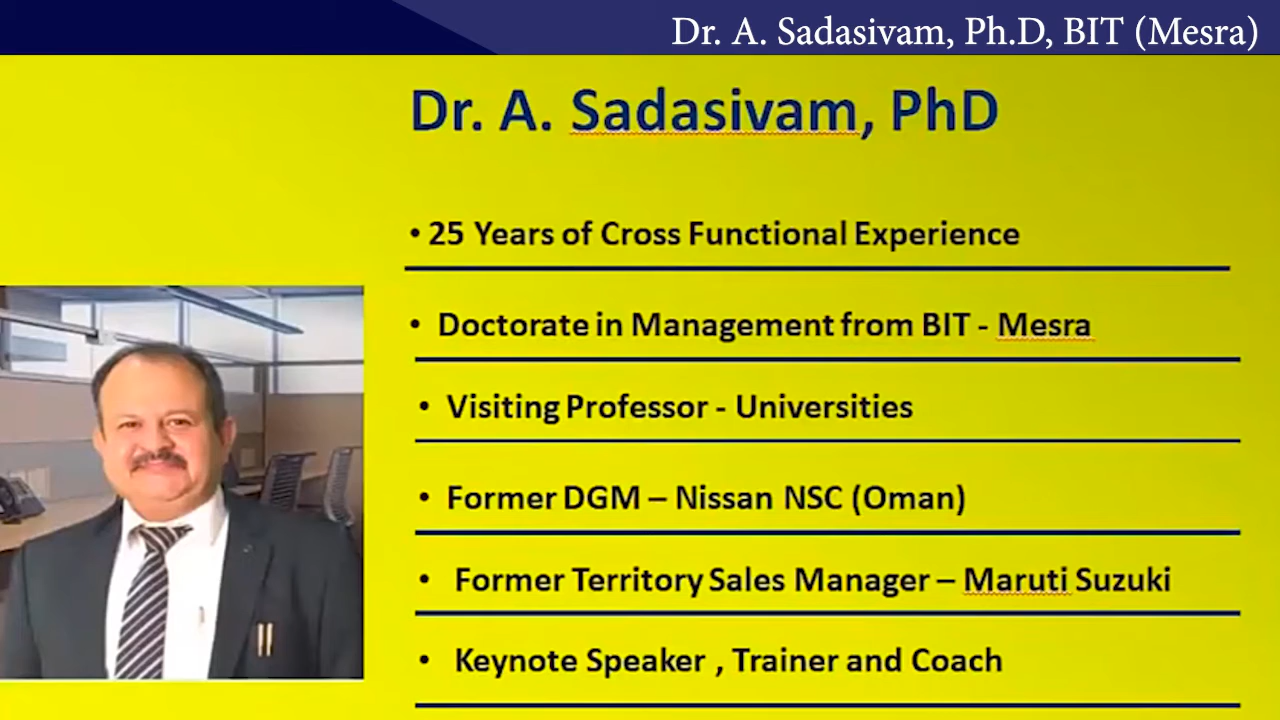 Dr. A. Sadasivam, Ph.D, BIT (Mesra)
Dr. A. Sadasivam, PhD
• 25 Years of Cross Functional Experience
• Doctorate in Management from BIT - Mesra
• Visiting Professor - Universities
• Former DGM – Nissan NSC (Oman)
• Former Territory Sales Manager – Maruti Suzuki
• Keynote Speaker , Trainer and Coach